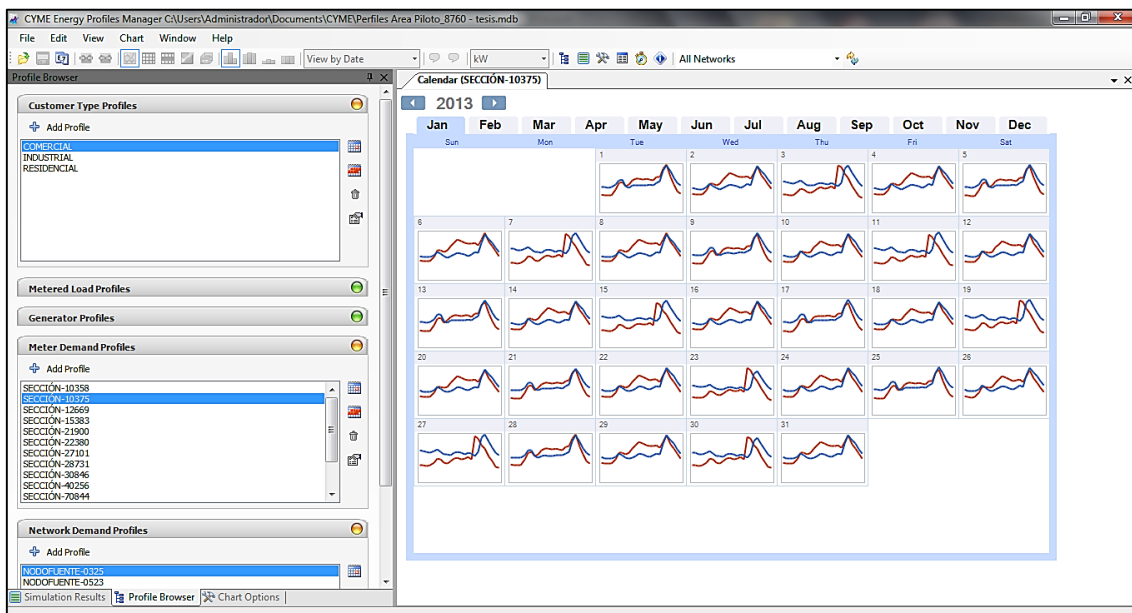 CYME Energy Profiles Manager C:\Users\Administrador\Documents\CYME\Perfiles Area Piloto_8760 - tesis.mdb
File Edit View Chart Window Help
View by Date kW All Networks
Profile Browser
Customer Type Profiles
Add Profile
COMERCIAL
INDUSTRIAL
RESIDENCIAL
Metered Load Profiles
Generator Profiles
Meter Demand Profiles
Add Profile
SECCIÓN-10358
SECCIÓN-10375
SECCIÓN-12669
SECCIÓN-15383
SECCIÓN-21900
SECCIÓN-22380
SECCIÓN-27101
SECCIÓN-28731
SECCIÓN-30846
SECCIÓN-40256
SECCIÓN-70844
Network Demand Profiles
Add Profile
NODOFUENTE-0325
NODOFUENTE-0523
Simulation Results Profile Browser Chart Options
Calendar (SECCIÓN-10375)
2013
Jan Feb Mar Apr May Jun Jul Aug Sep Oct Nov Dec
Sun Mon Tue Wed Thu Fri Sat
1 2 3 4 5
6 7 8 9 10 11 12
13 14 15 16 17 18 19
20 21 22 23 24 25 26
27 28 29 30 31